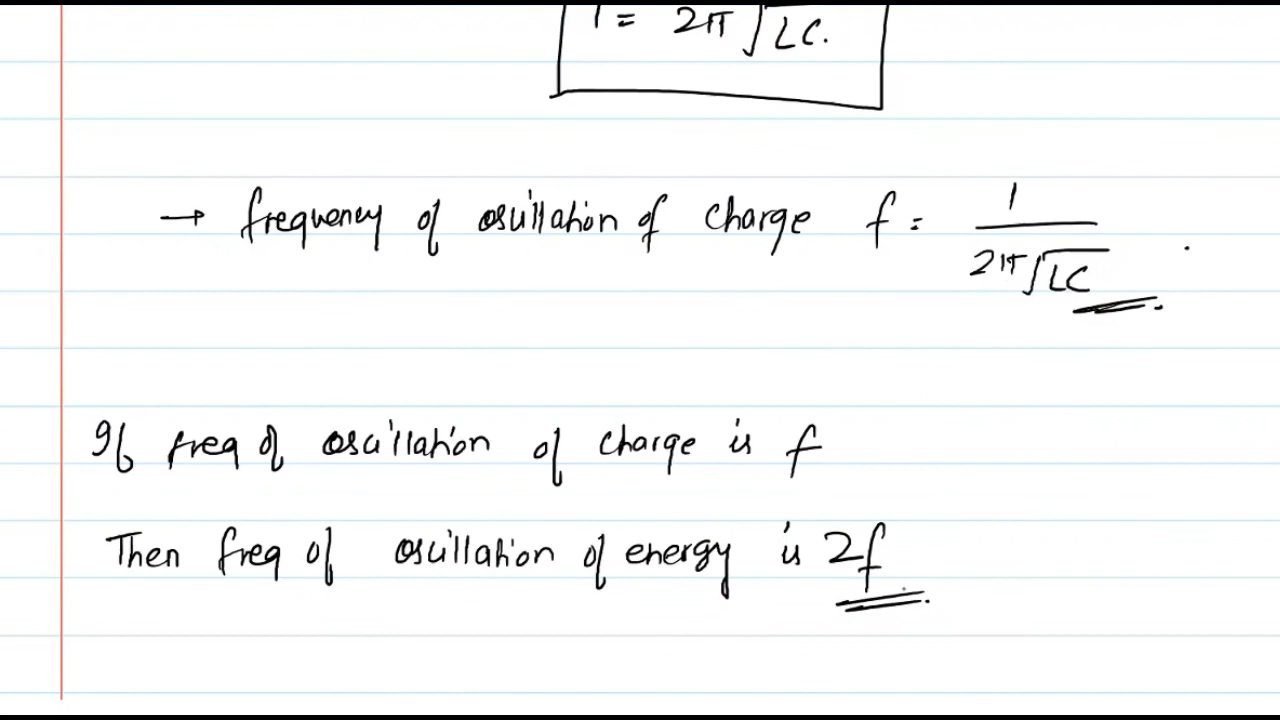 T = 2π √LC.
→ frequency of oscillation of charge f = 1 / 2π√LC .
If freq of oscillation of charge is f
Then freq of oscillation of energy is 2f